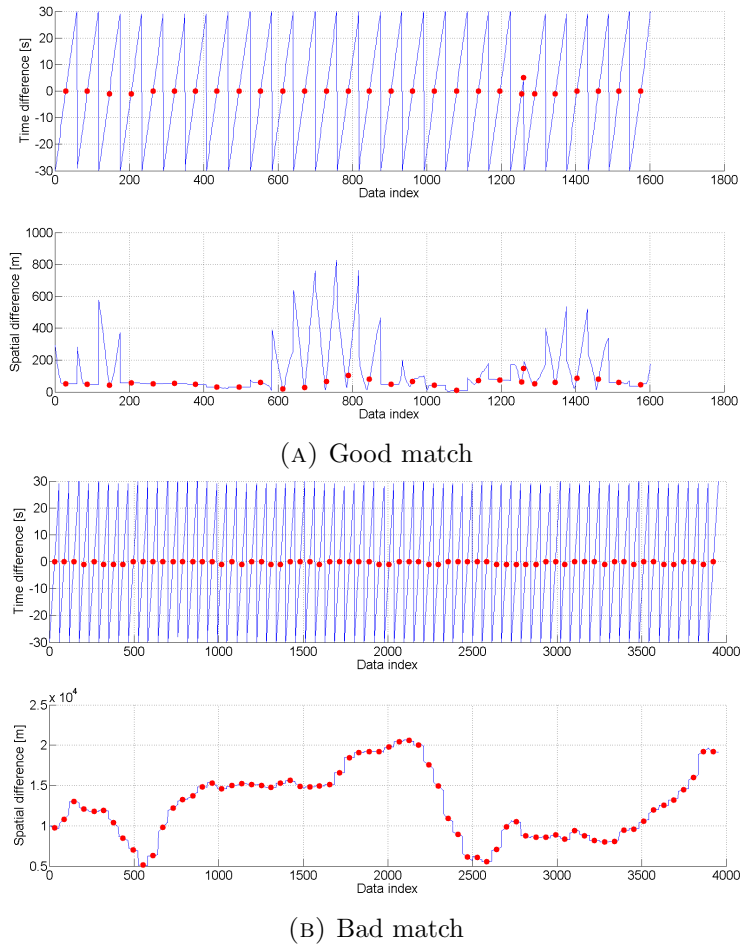 30
20
10
0
-10
-20
-30
Time difference [s]
0 200 400 600 800 1000 1200 1400 1600 1800
Data index
1000
800
600
400
200
0
Spatial difference [m]
0 200 400 600 800 1000 1200 1400 1600 1800
Data index
(A) Good match
30
20
10
0
-10
-20
-30
Time difference [s]
0 500 1000 1500 2000 2500 3000 3500 4000
Data index
x 10^4
2.5
2
1.5
1
0.5
Spatial difference [m]
0 500 1000 1500 2000 2500 3000 3500 4000
Data index
(B) Bad match